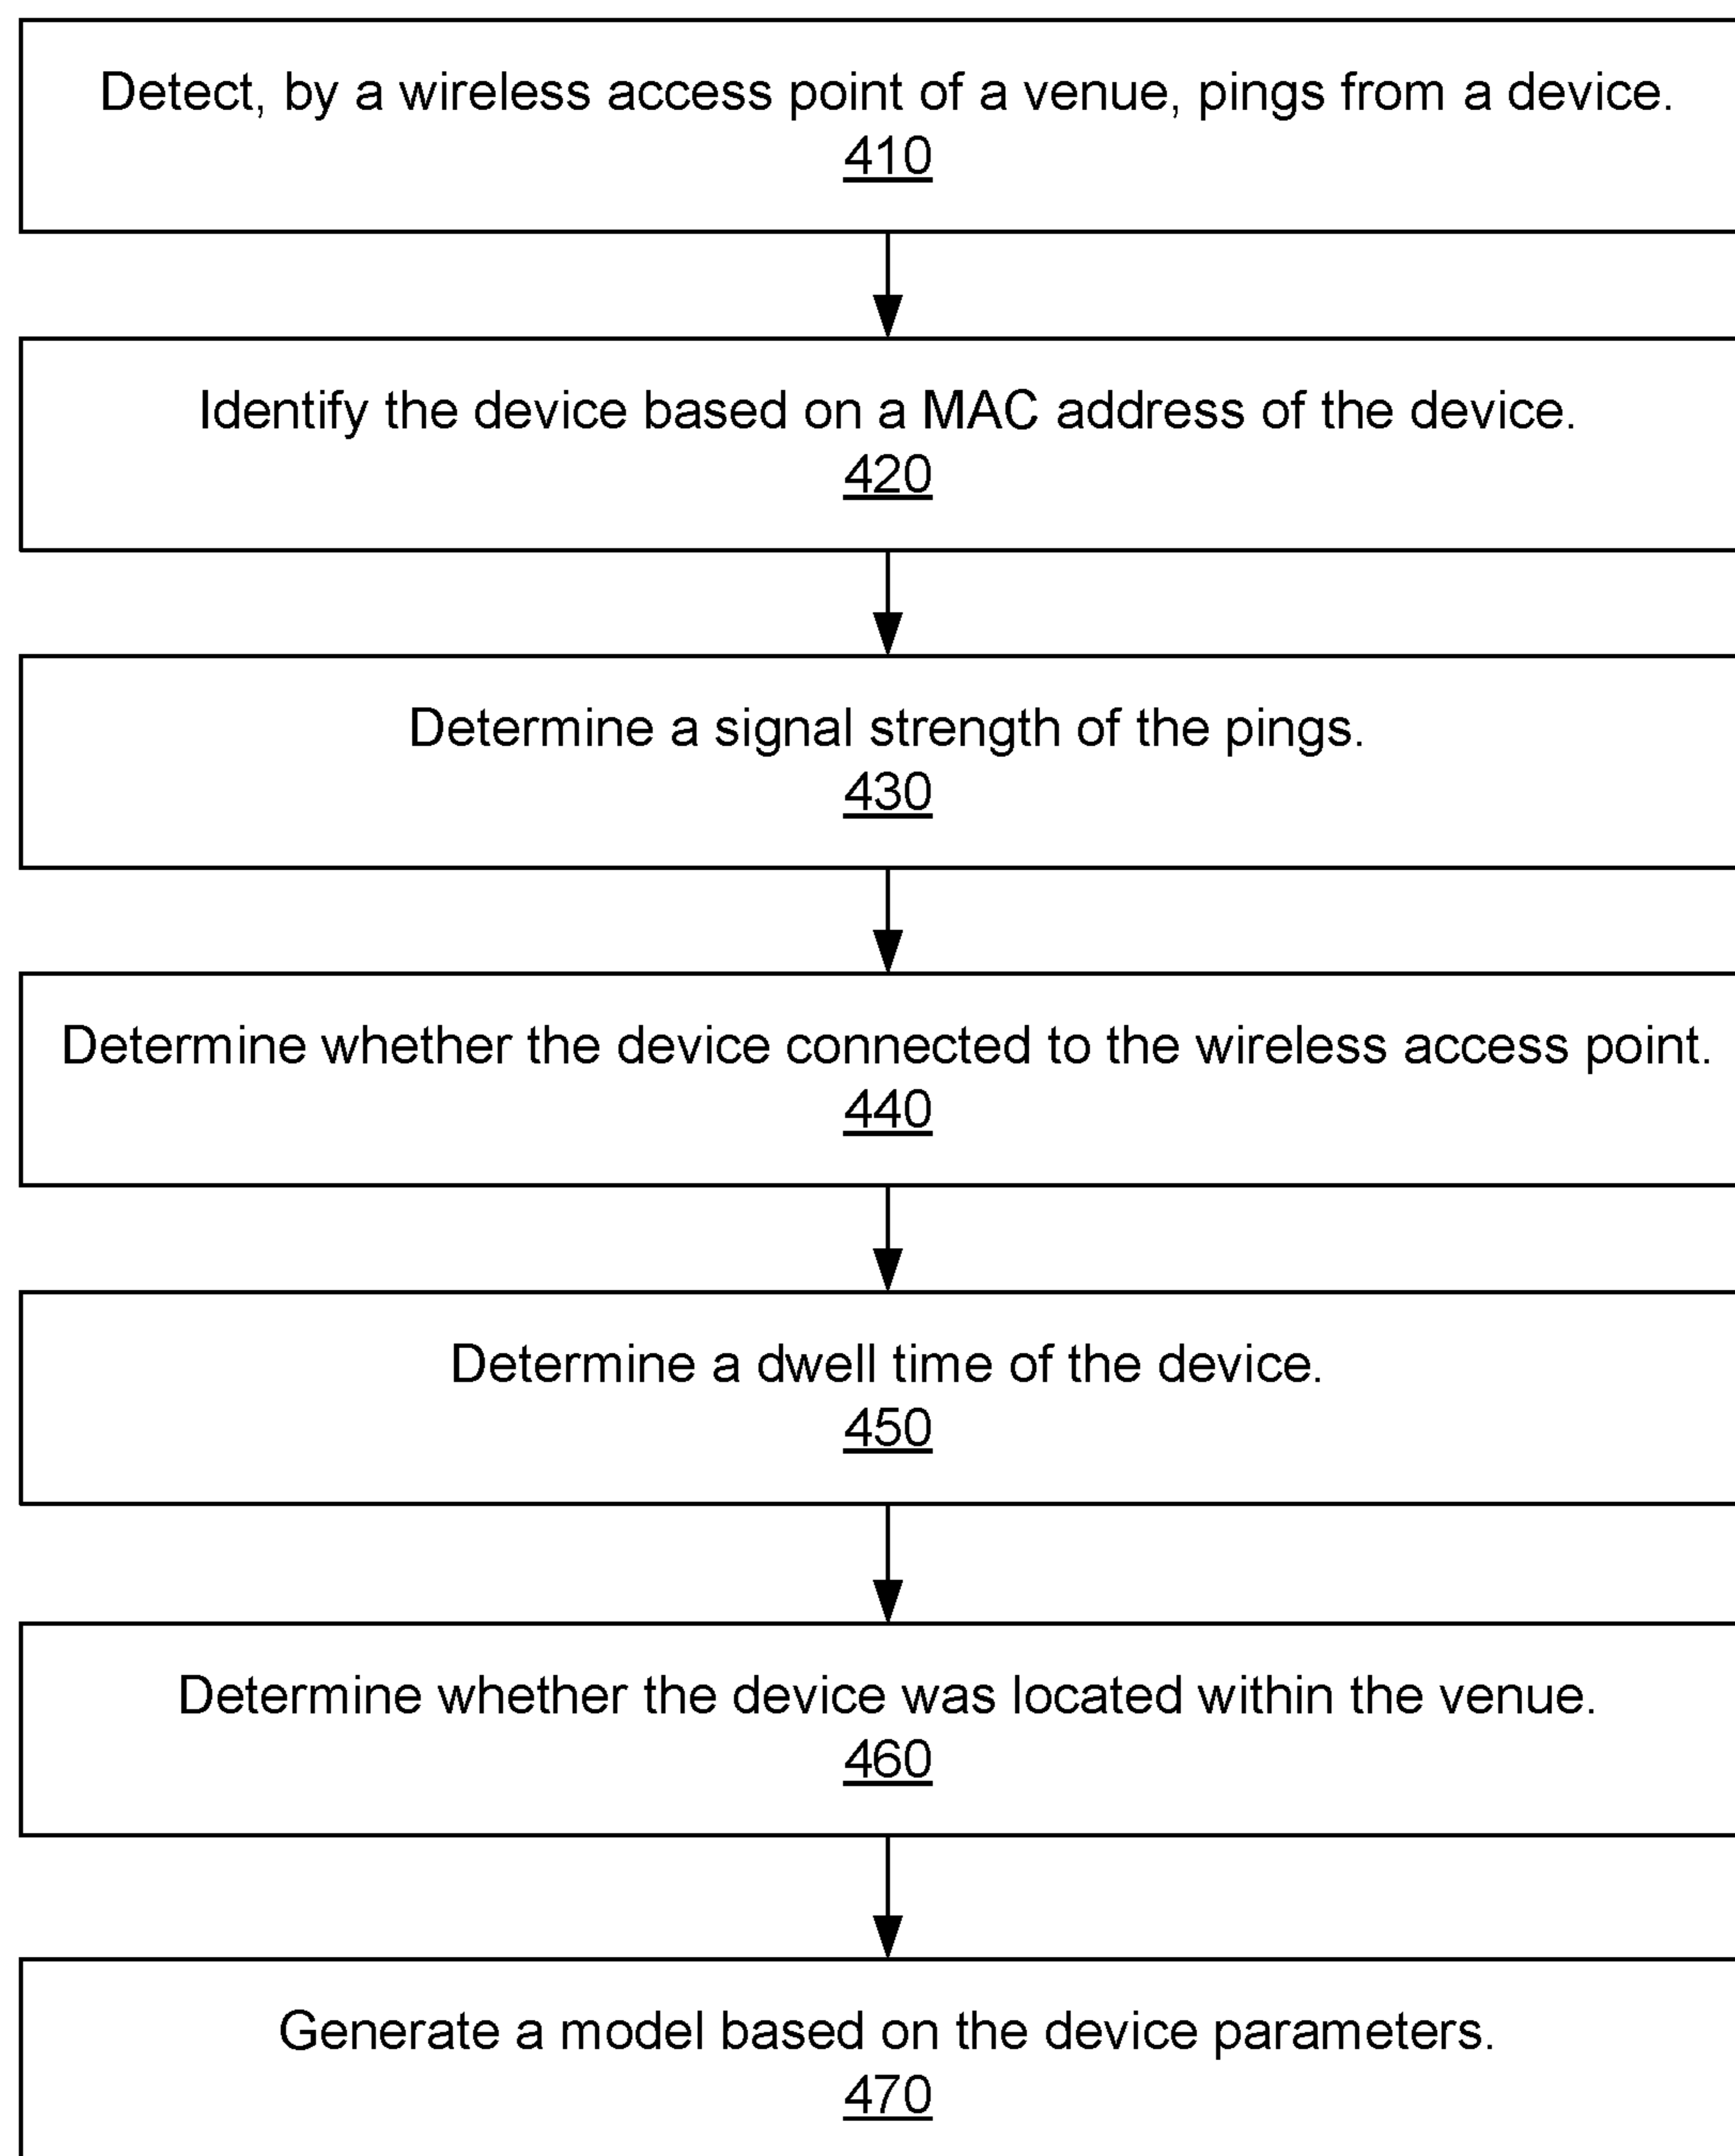 Detect, by a wireless access point of a venue, pings from a device.
410
Identify the device based on a MAC address of the device.
420
Determine a signal strength of the pings.
430
Determine whether the device connected to the wireless access point.
440
Determine a dwell time of the device.
450
Determine whether the device was located within the venue.
460
Generate a model based on the device parameters.
470